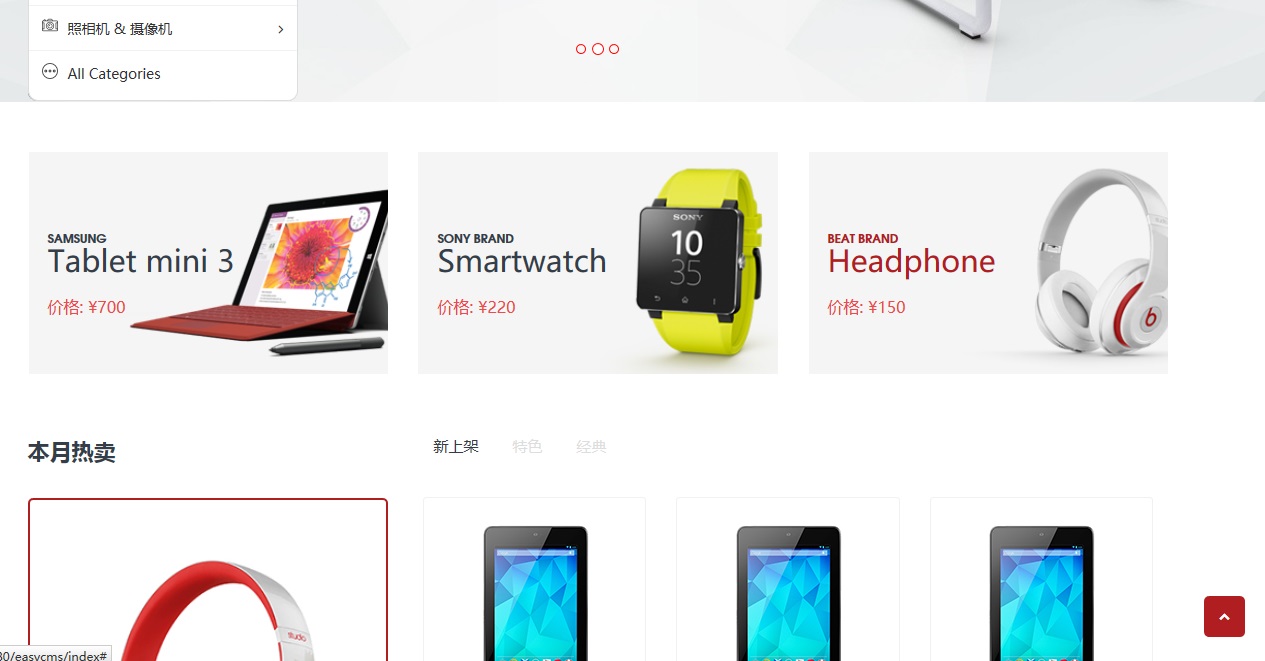 照相机 & 摄像机
All Categories
SAMSUNG
Tablet mini 3
价格: ¥700
SONY BRAND
Smartwatch
价格: ¥220
SONY
10
35
BEAT BRAND
Headphone
价格: ¥150
b
本月热卖
新上架
特色
经典
studio
30/easycms/index#